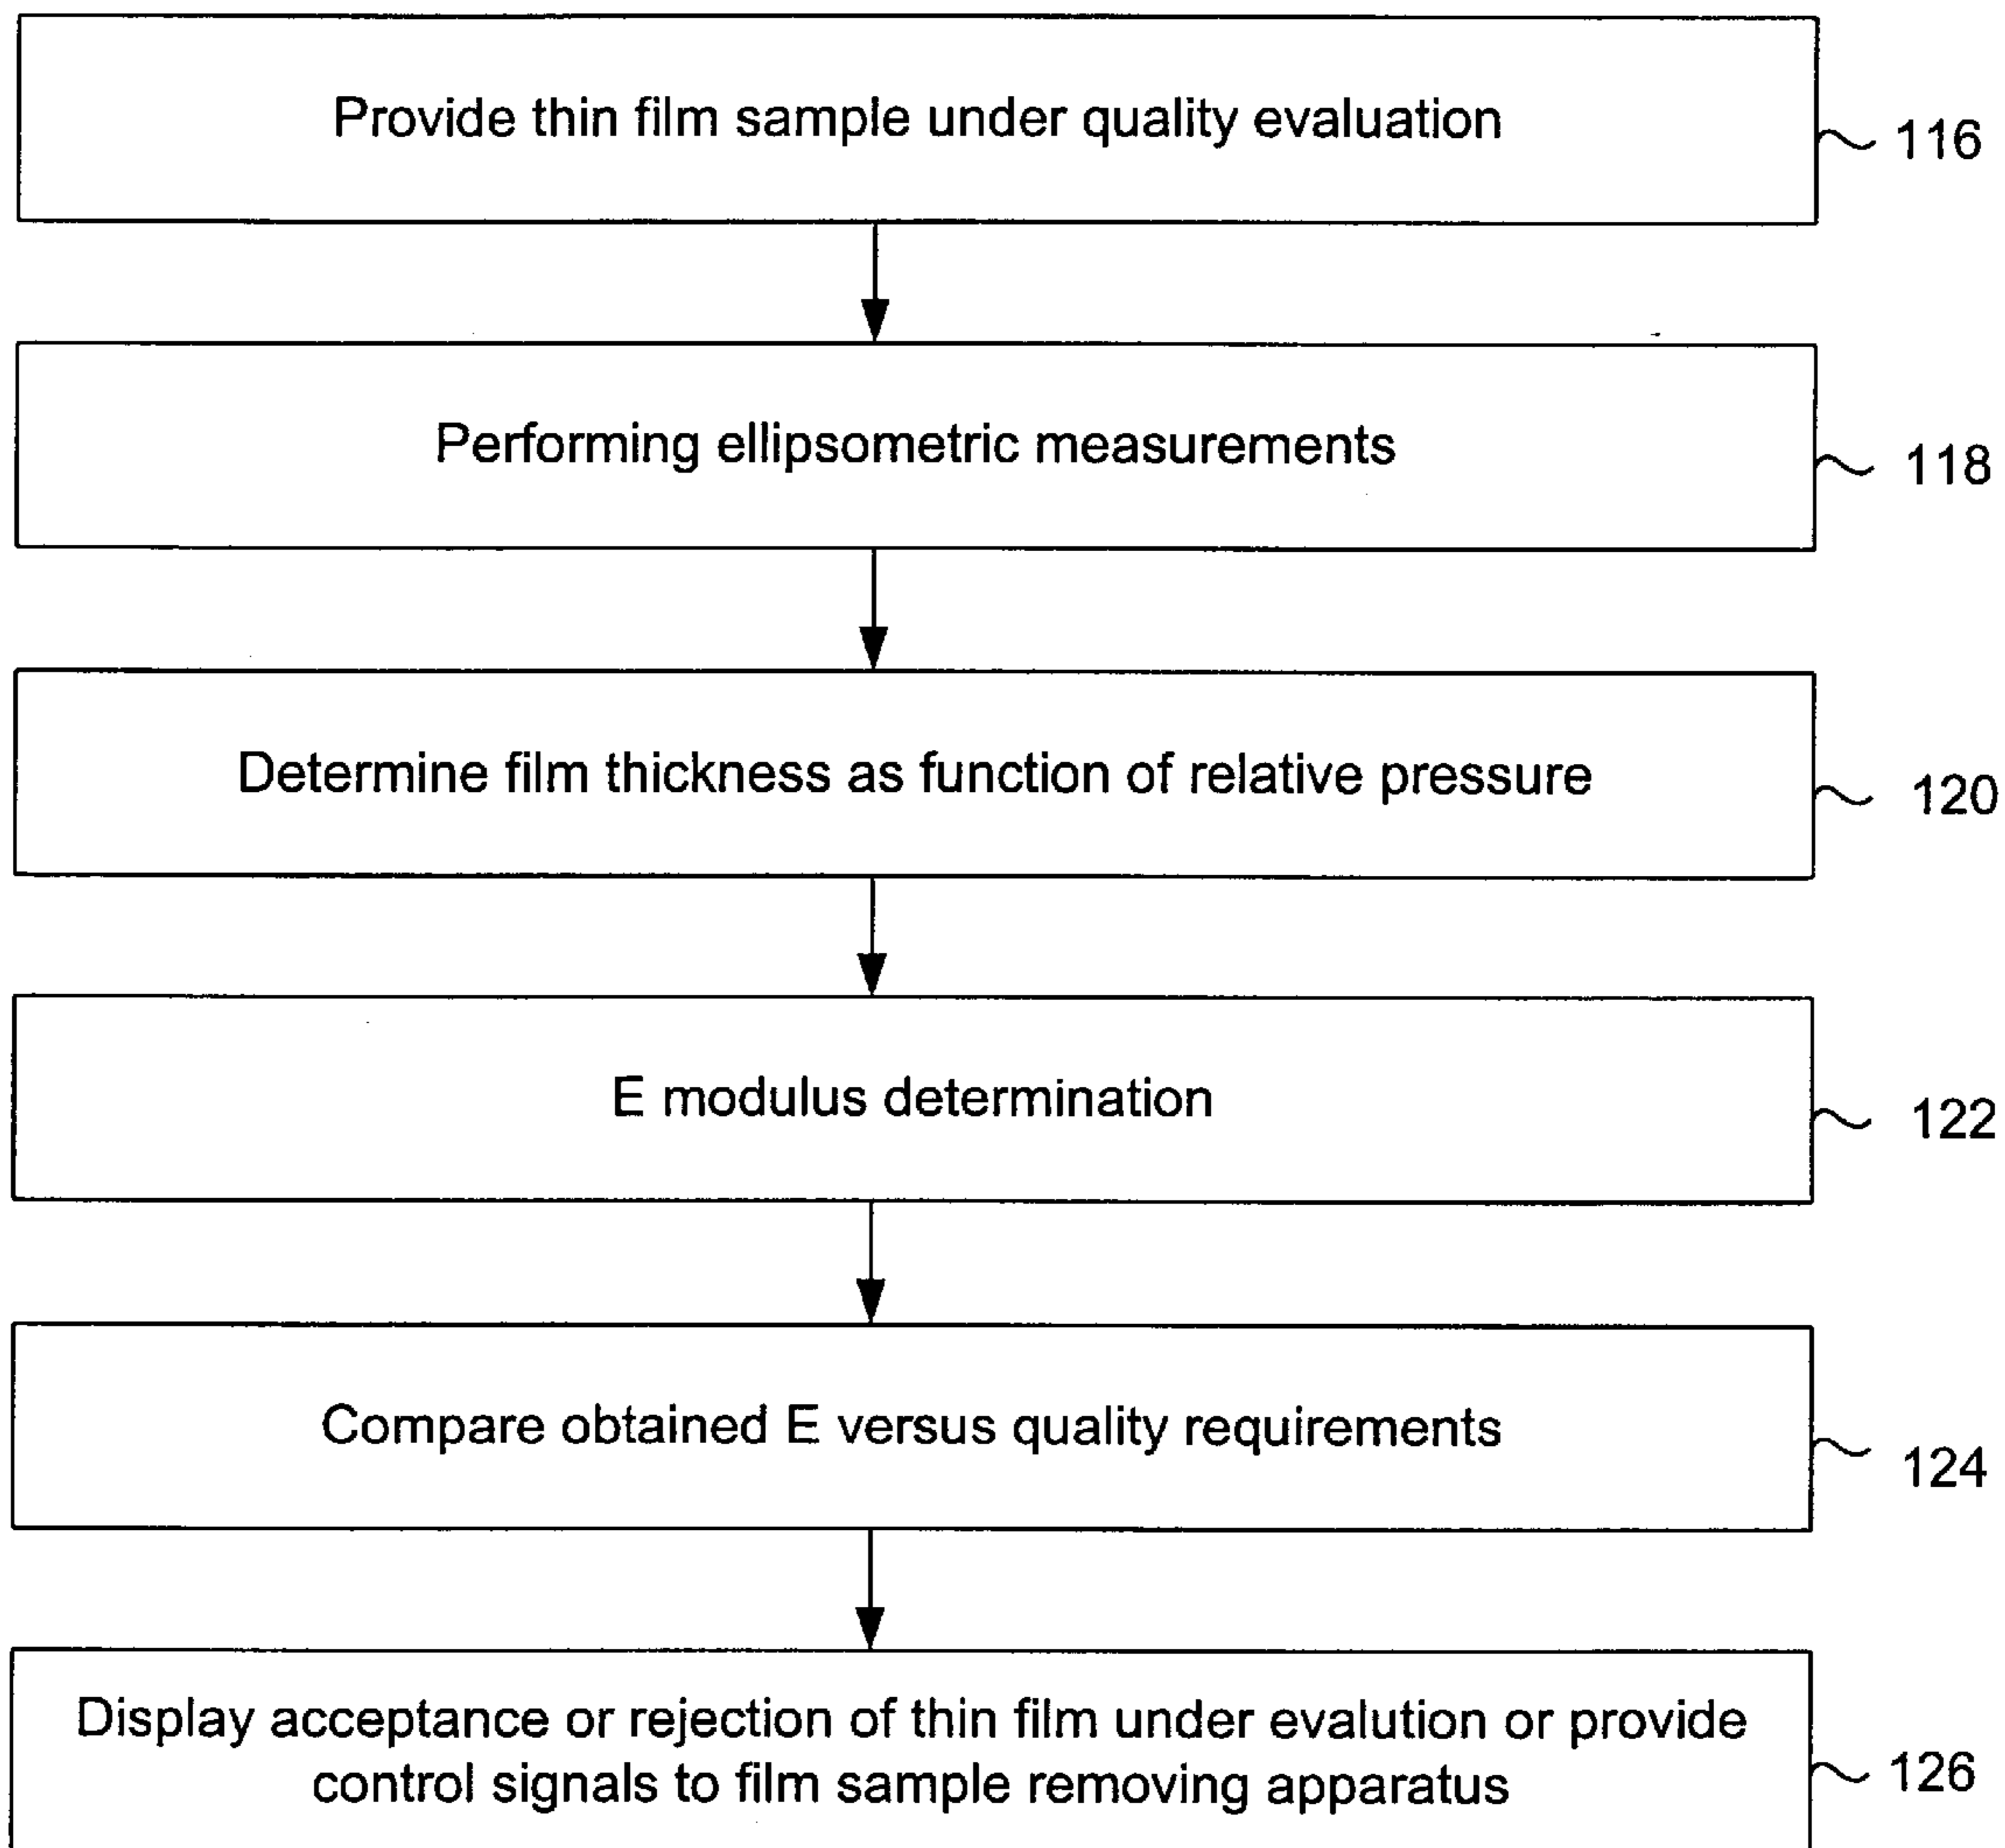 Provide thin film sample under quality evaluation
116
Performing ellipsometric measurements
118
Determine film thickness as function of relative pressure
120
E modulus determination
122
Compare obtained E versus quality requirements
124
Display acceptance or rejection of thin film under evalution or provide
control signals to film sample removing apparatus
126